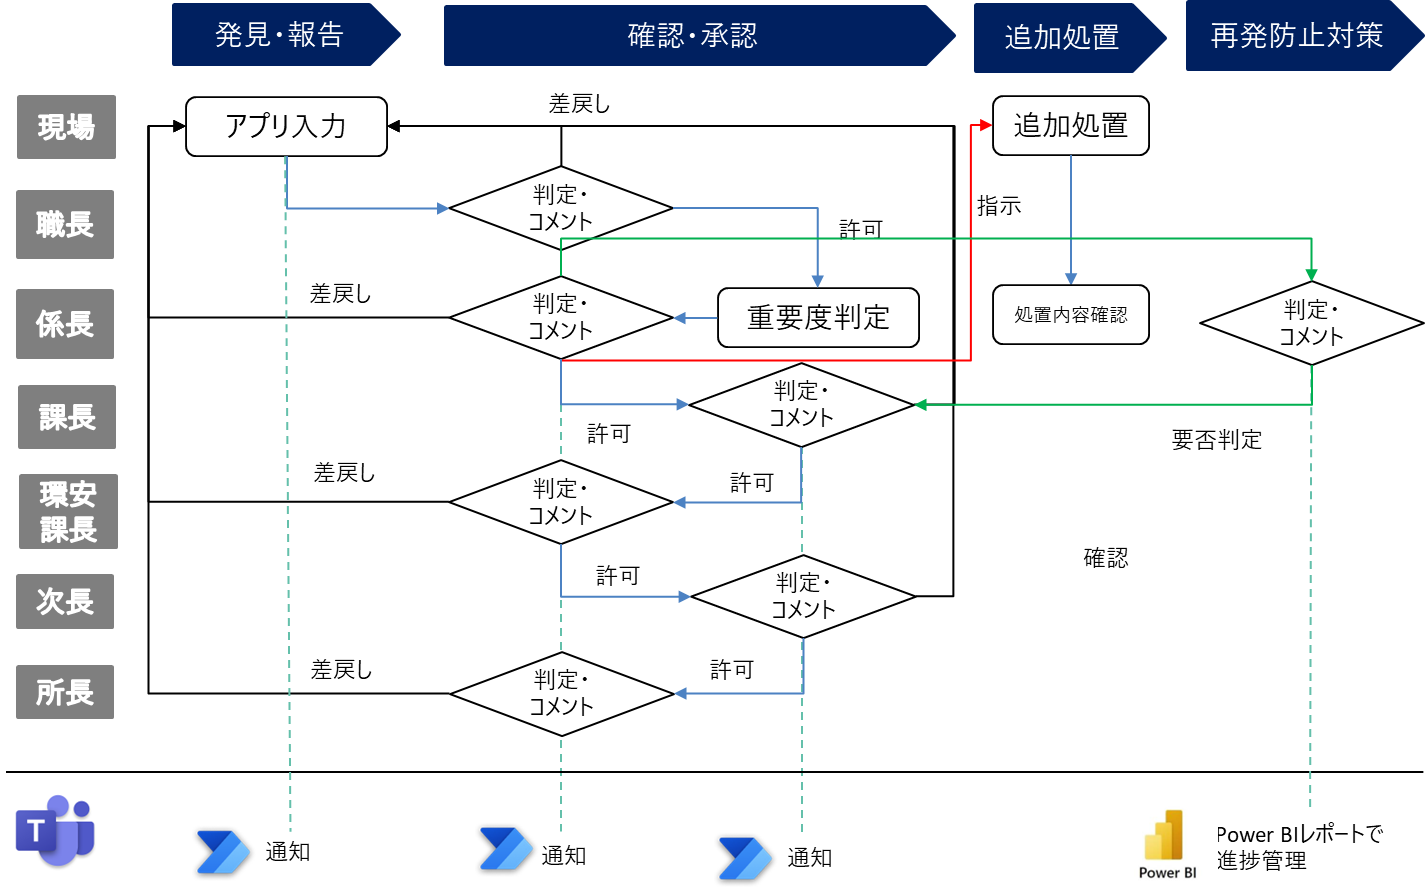 発見・報告
確認・承認
追加処置
再発防止対策
現場
アプリ入力
差戻し
追加処置
職長
判定・
コメント
許可
指示
係長
差戻し
判定・
コメント
重要度判定
処置内容確認
判定・
コメント
課長
判定・
コメント
許可
要否判定
環安
課長
差戻し
判定・
コメント
許可
確認
次長
許可
判定・
コメント
所長
差戻し
判定・
コメント
許可
T
通知
通知
通知
Power BI
Power BIレポートで
進捗管理